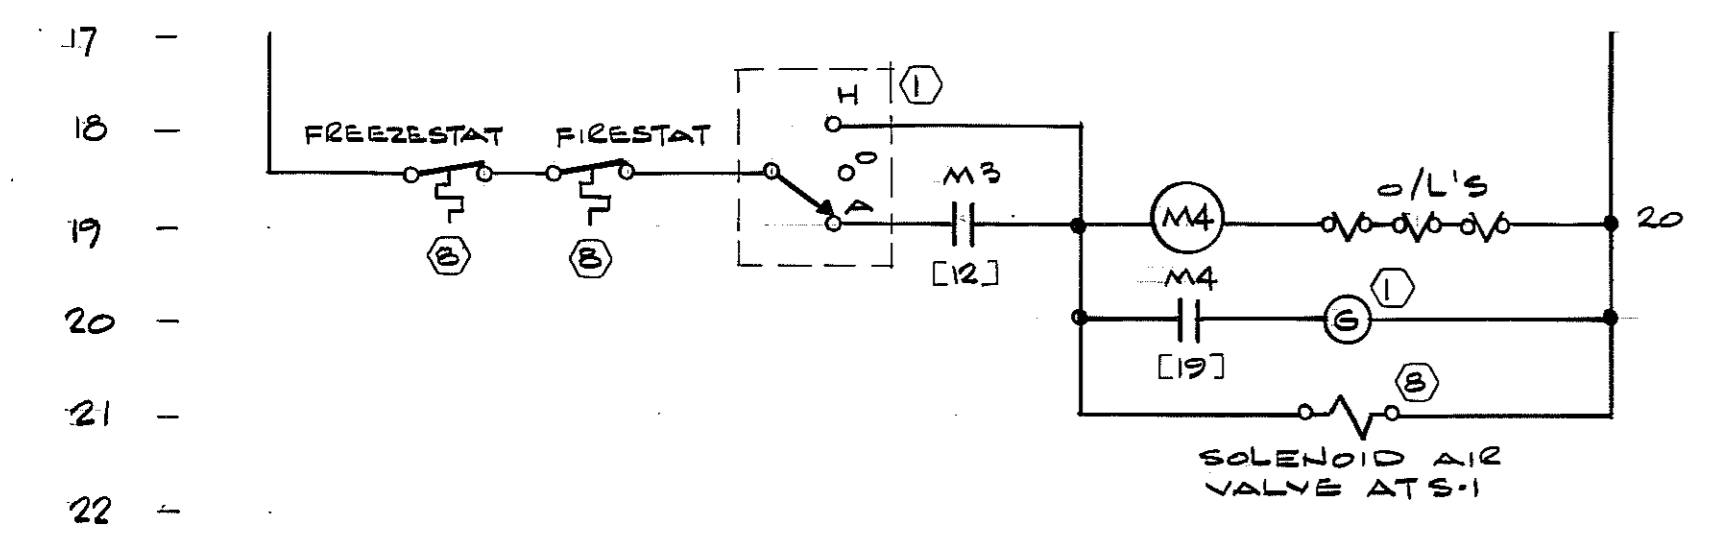 17 -
H 1
18 - FREEZESTAT FIRESTAT
O M3 O/L'S
A
19 - M4 20
8 8 [12] M4 1
20 - G
[19] 8
21 -
SOLENOID AIR
VALVE AT S-1
22 -